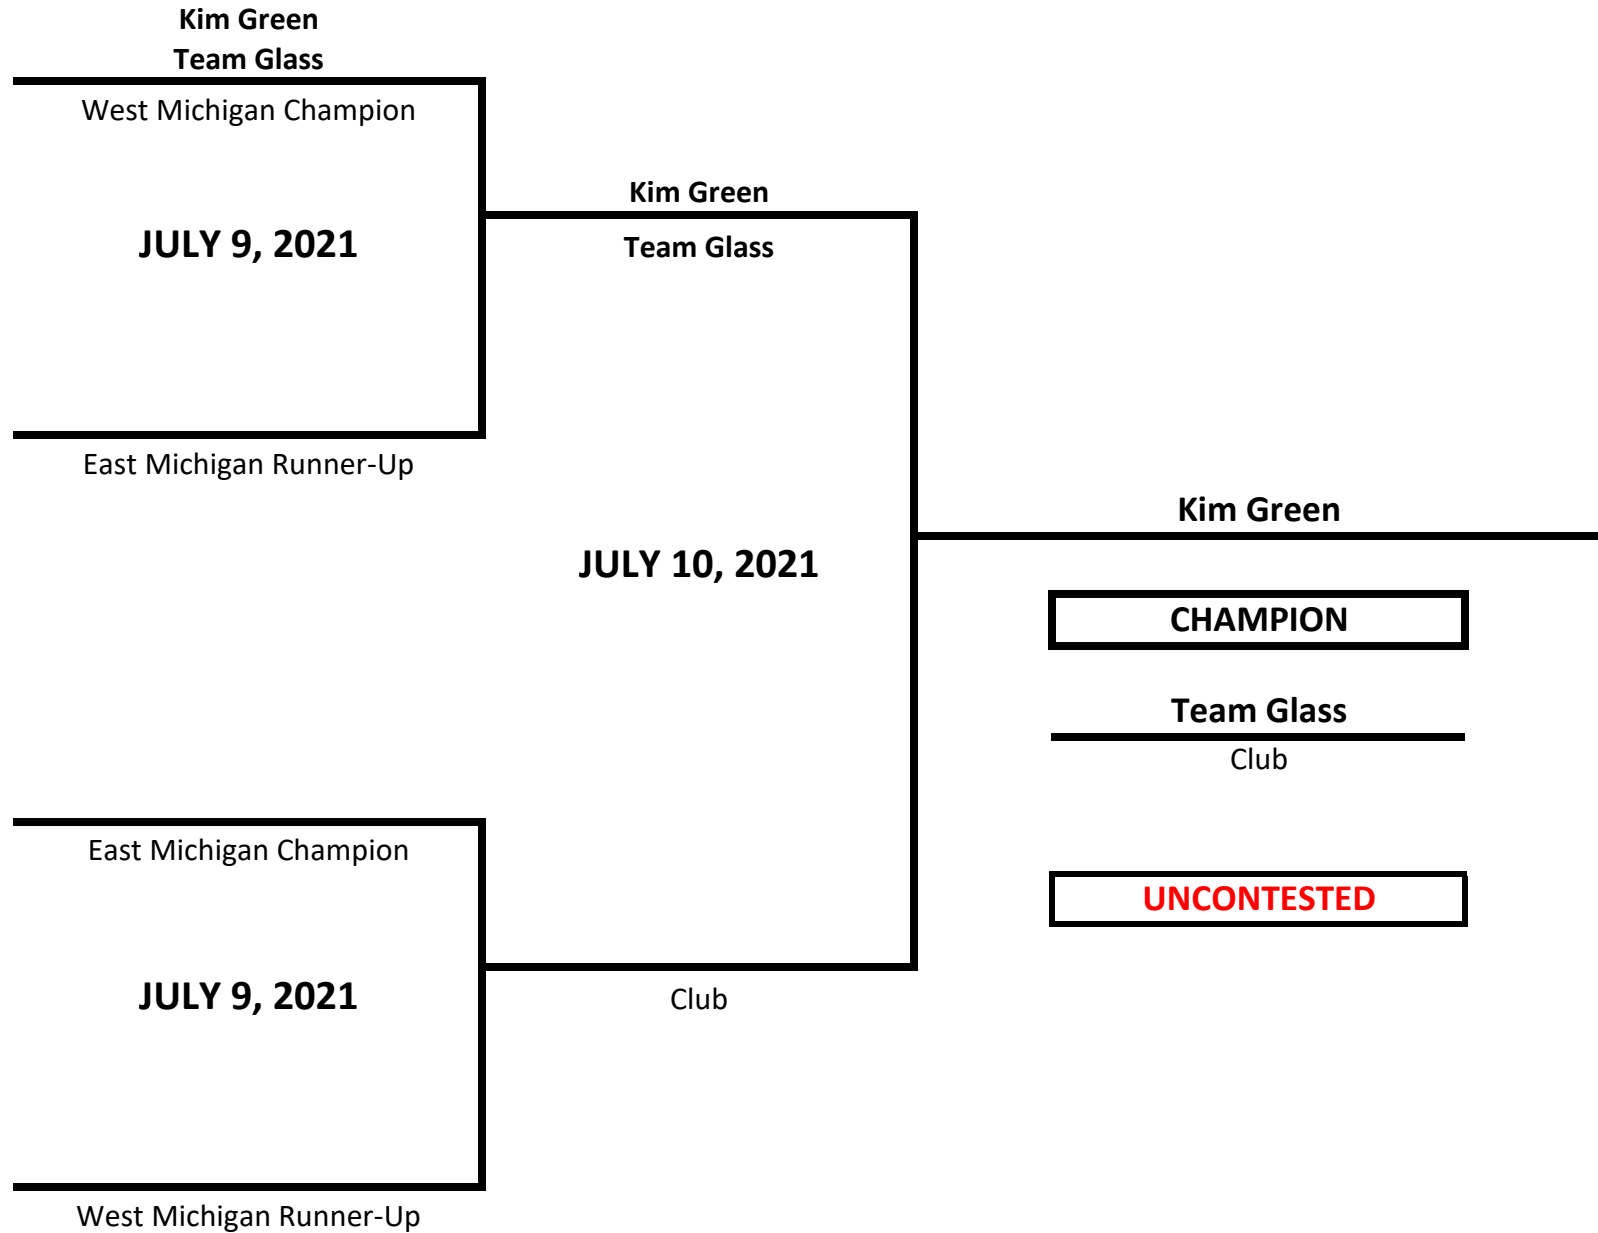 Kim Green
Team Glass
West Michigan Champion
JULY 9, 2021
East Michigan Runner-Up
Kim Green
Team Glass
JULY 10, 2021
Kim Green
CHAMPION
Team Glass
Club
UNCONTESTED
East Michigan Champion
JULY 9, 2021
West Michigan Runner-Up
Club